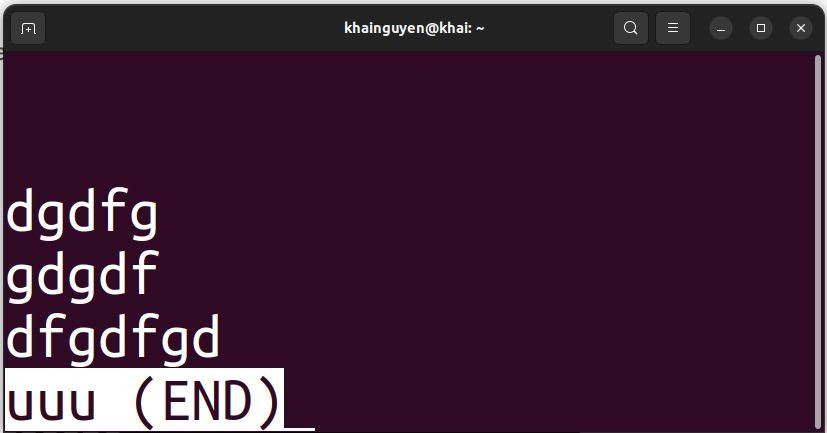 khainguyen@khai: ~
dgdfg
gdgdf
dfgdfgd
uuu (END)